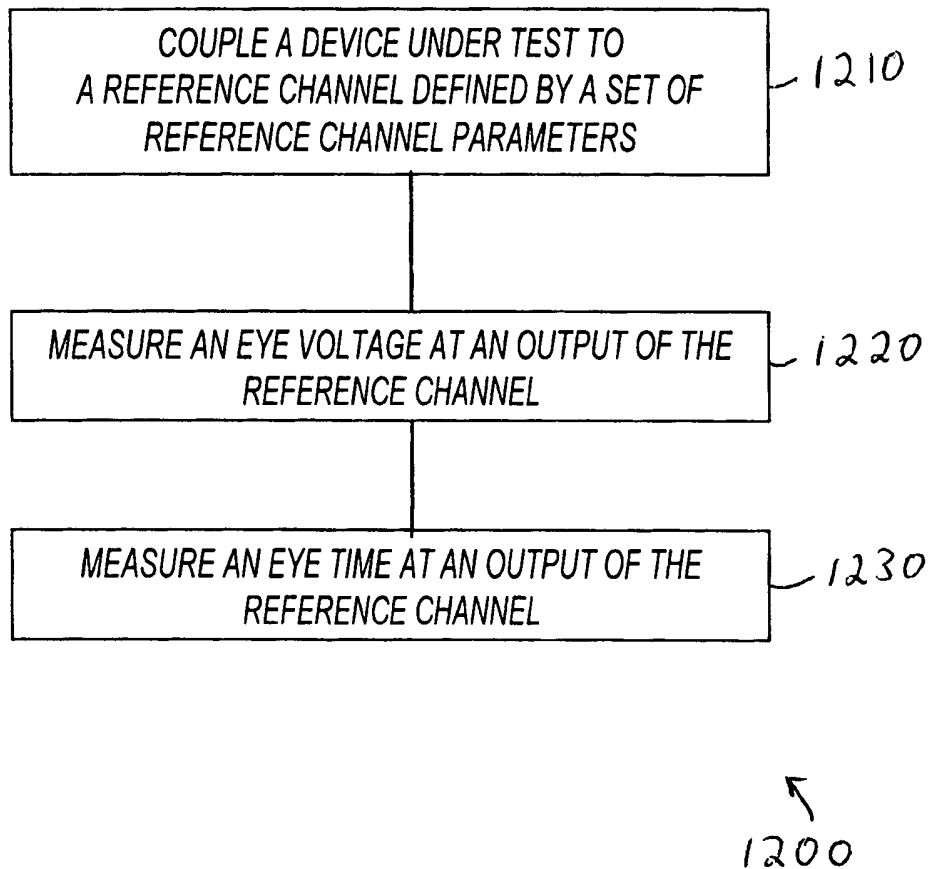 COUPLE A DEVICE UNDER TEST TO
A REFERENCE CHANNEL DEFINED BY A SET OF
REFERENCE CHANNEL PARAMETERS
1210
MEASURE AN EYE VOLTAGE AT AN OUTPUT OF THE
REFERENCE CHANNEL
1220
MEASURE AN EYE TIME AT AN OUTPUT OF THE
REFERENCE CHANNEL
1230
1200